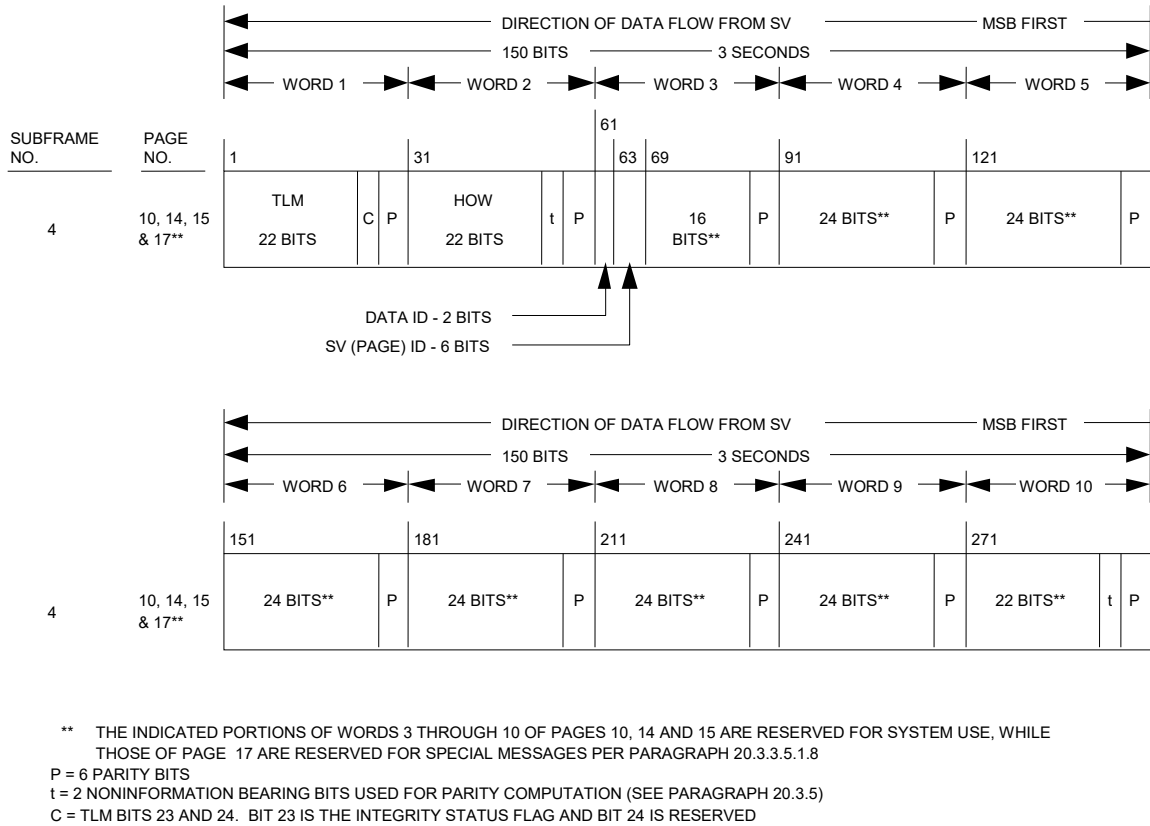 DIRECTION OF DATA FLOW FROM SV MSB FIRST
150 BITS 3 SECONDS
WORD 1 WORD 2 WORD 3 WORD 4 WORD 5
SUBFRAME NO.
PAGE NO.
1 31 61 63 69 91 121
4
10, 14, 15 & 17**
TLM
22 BITS
C
P
HOW
22 BITS
t
P
16 BITS**
P
24 BITS**
P
24 BITS**
P
DATA ID - 2 BITS
SV (PAGE) ID - 6 BITS
DIRECTION OF DATA FLOW FROM SV MSB FIRST
150 BITS 3 SECONDS
WORD 6 WORD 7 WORD 8 WORD 9 WORD 10
151 181 211 241 271
4
10, 14, 15 & 17**
24 BITS**
P
24 BITS**
P
24 BITS**
P
24 BITS**
P
22 BITS**
t
P
** THE INDICATED PORTIONS OF WORDS 3 THROUGH 10 OF PAGES 10, 14 AND 15 ARE RESERVED FOR SYSTEM USE, WHILE
THOSE OF PAGE 17 ARE RESERVED FOR SPECIAL MESSAGES PER PARAGRAPH 20.3.3.5.1.8
P = 6 PARITY BITS
t = 2 NONINFORMATION BEARING BITS USED FOR PARITY COMPUTATION (SEE PARAGRAPH 20.3.5)
C = TLM BITS 23 AND 24. BIT 23 IS THE INTEGRITY STATUS FLAG AND BIT 24 IS RESERVED